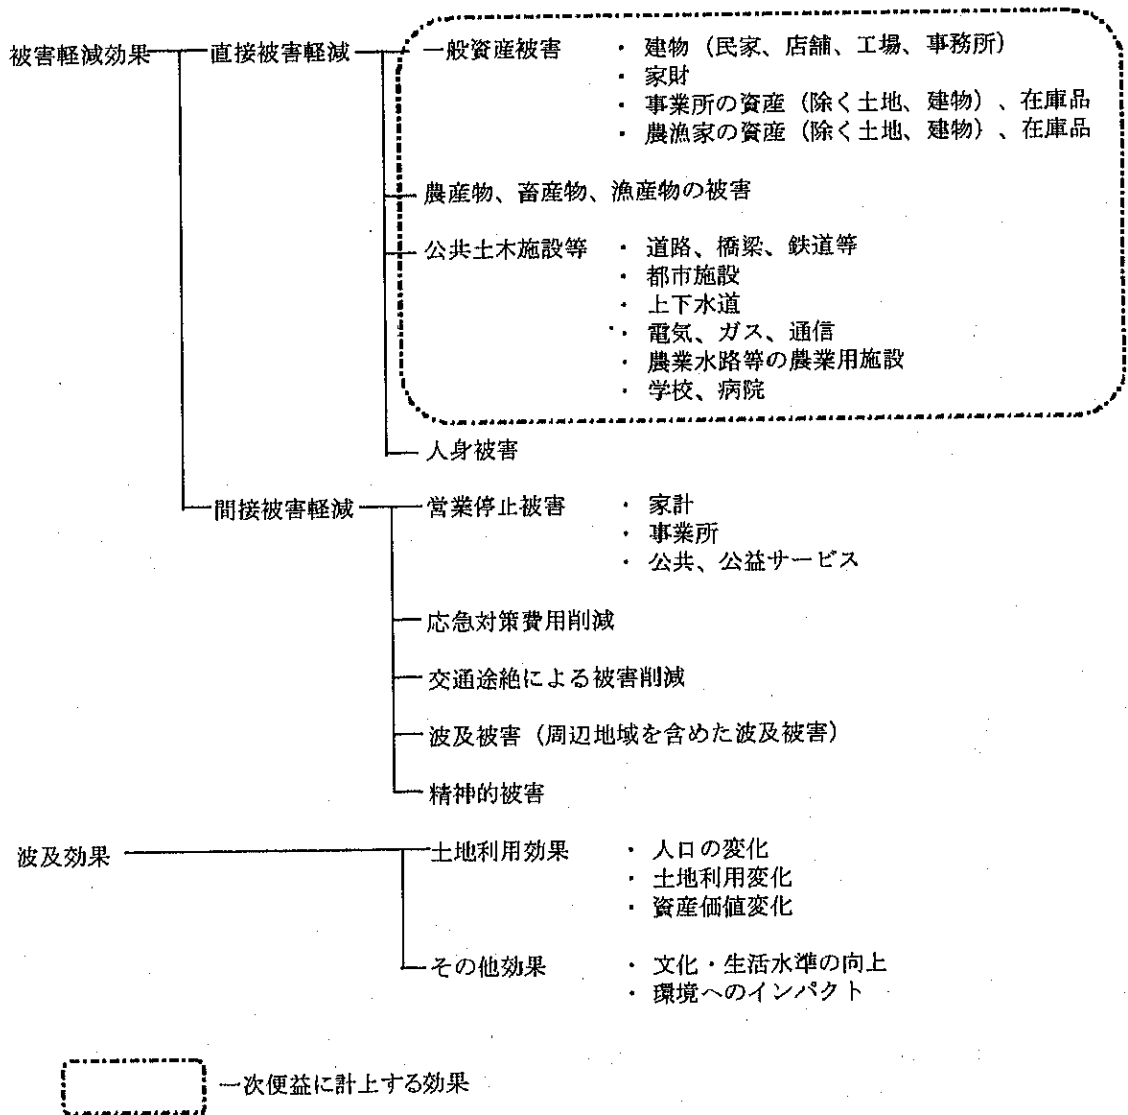 被害軽減効果 直接被害軽減 一般資産被害 ・ 建物（民家、店舗、工場、事務所）
・ 家財
・ 事業所の資産（除く土地、建物）、在庫品
・ 農漁家の資産（除く土地、建物）、在庫品
農産物、畜産物、漁産物の被害
公共土木施設等 ・ 道路、橋梁、鉄道等
・ 都市施設
・ 上下水道
・ 電気、ガス、通信
・ 農業水路等の農業用施設
・ 学校、病院
人身被害
間接被害軽減 営業停止被害 ・ 家計
・ 事業所
・ 公共、公益サービス
応急対策費用削減
交通途絶による被害削減
波及被害（周辺地域を含めた波及被害）
精神的被害
波及効果 土地利用効果 ・ 人口の変化
・ 土地利用変化
・ 資産価値変化
その他効果 ・ 文化・生活水準の向上
・ 環境へのインパクト
一次便益に計上する効果